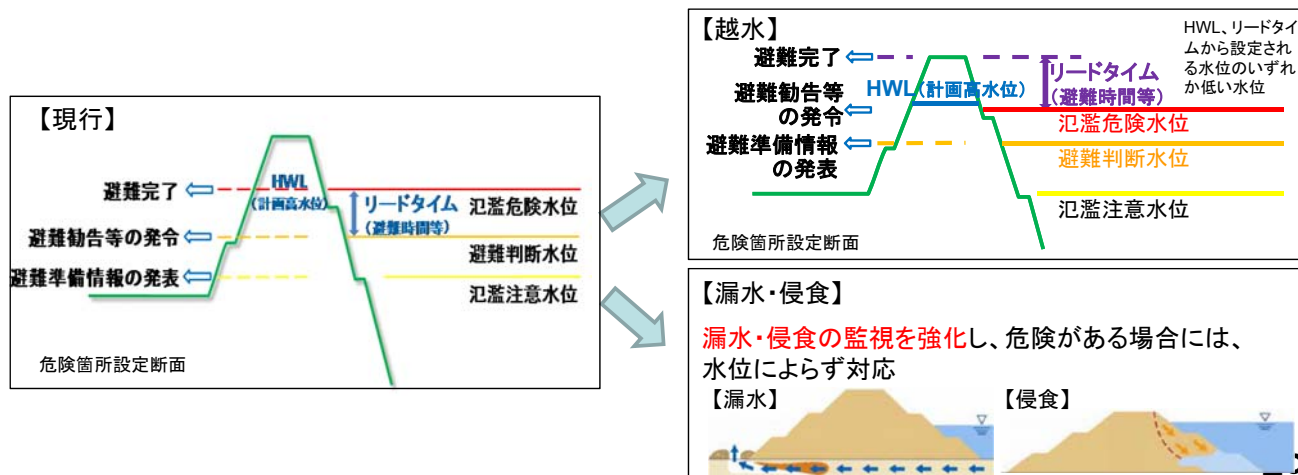 【現行】
避難完了
HWL
(計画高水位)
リードタイム
(避難時間等)
氾濫危険水位
避難勧告等の発令
避難判断水位
避難準備情報の発表
氾濫注意水位
危険箇所設定断面
【越水】
避難完了
HWL、リードタイ
ムから設定され
る水位のいずれ
か低い水位
HWL(計画高水位)
リードタイム
(避難時間等)
避難勧告等
の発令
氾濫危険水位
避難準備情報
の発表
避難判断水位
氾濫注意水位
危険箇所設定断面
【漏水・侵食】
漏水・侵食の監視を強化し、危険がある場合には、
水位によらず対応
【漏水】
【侵食】